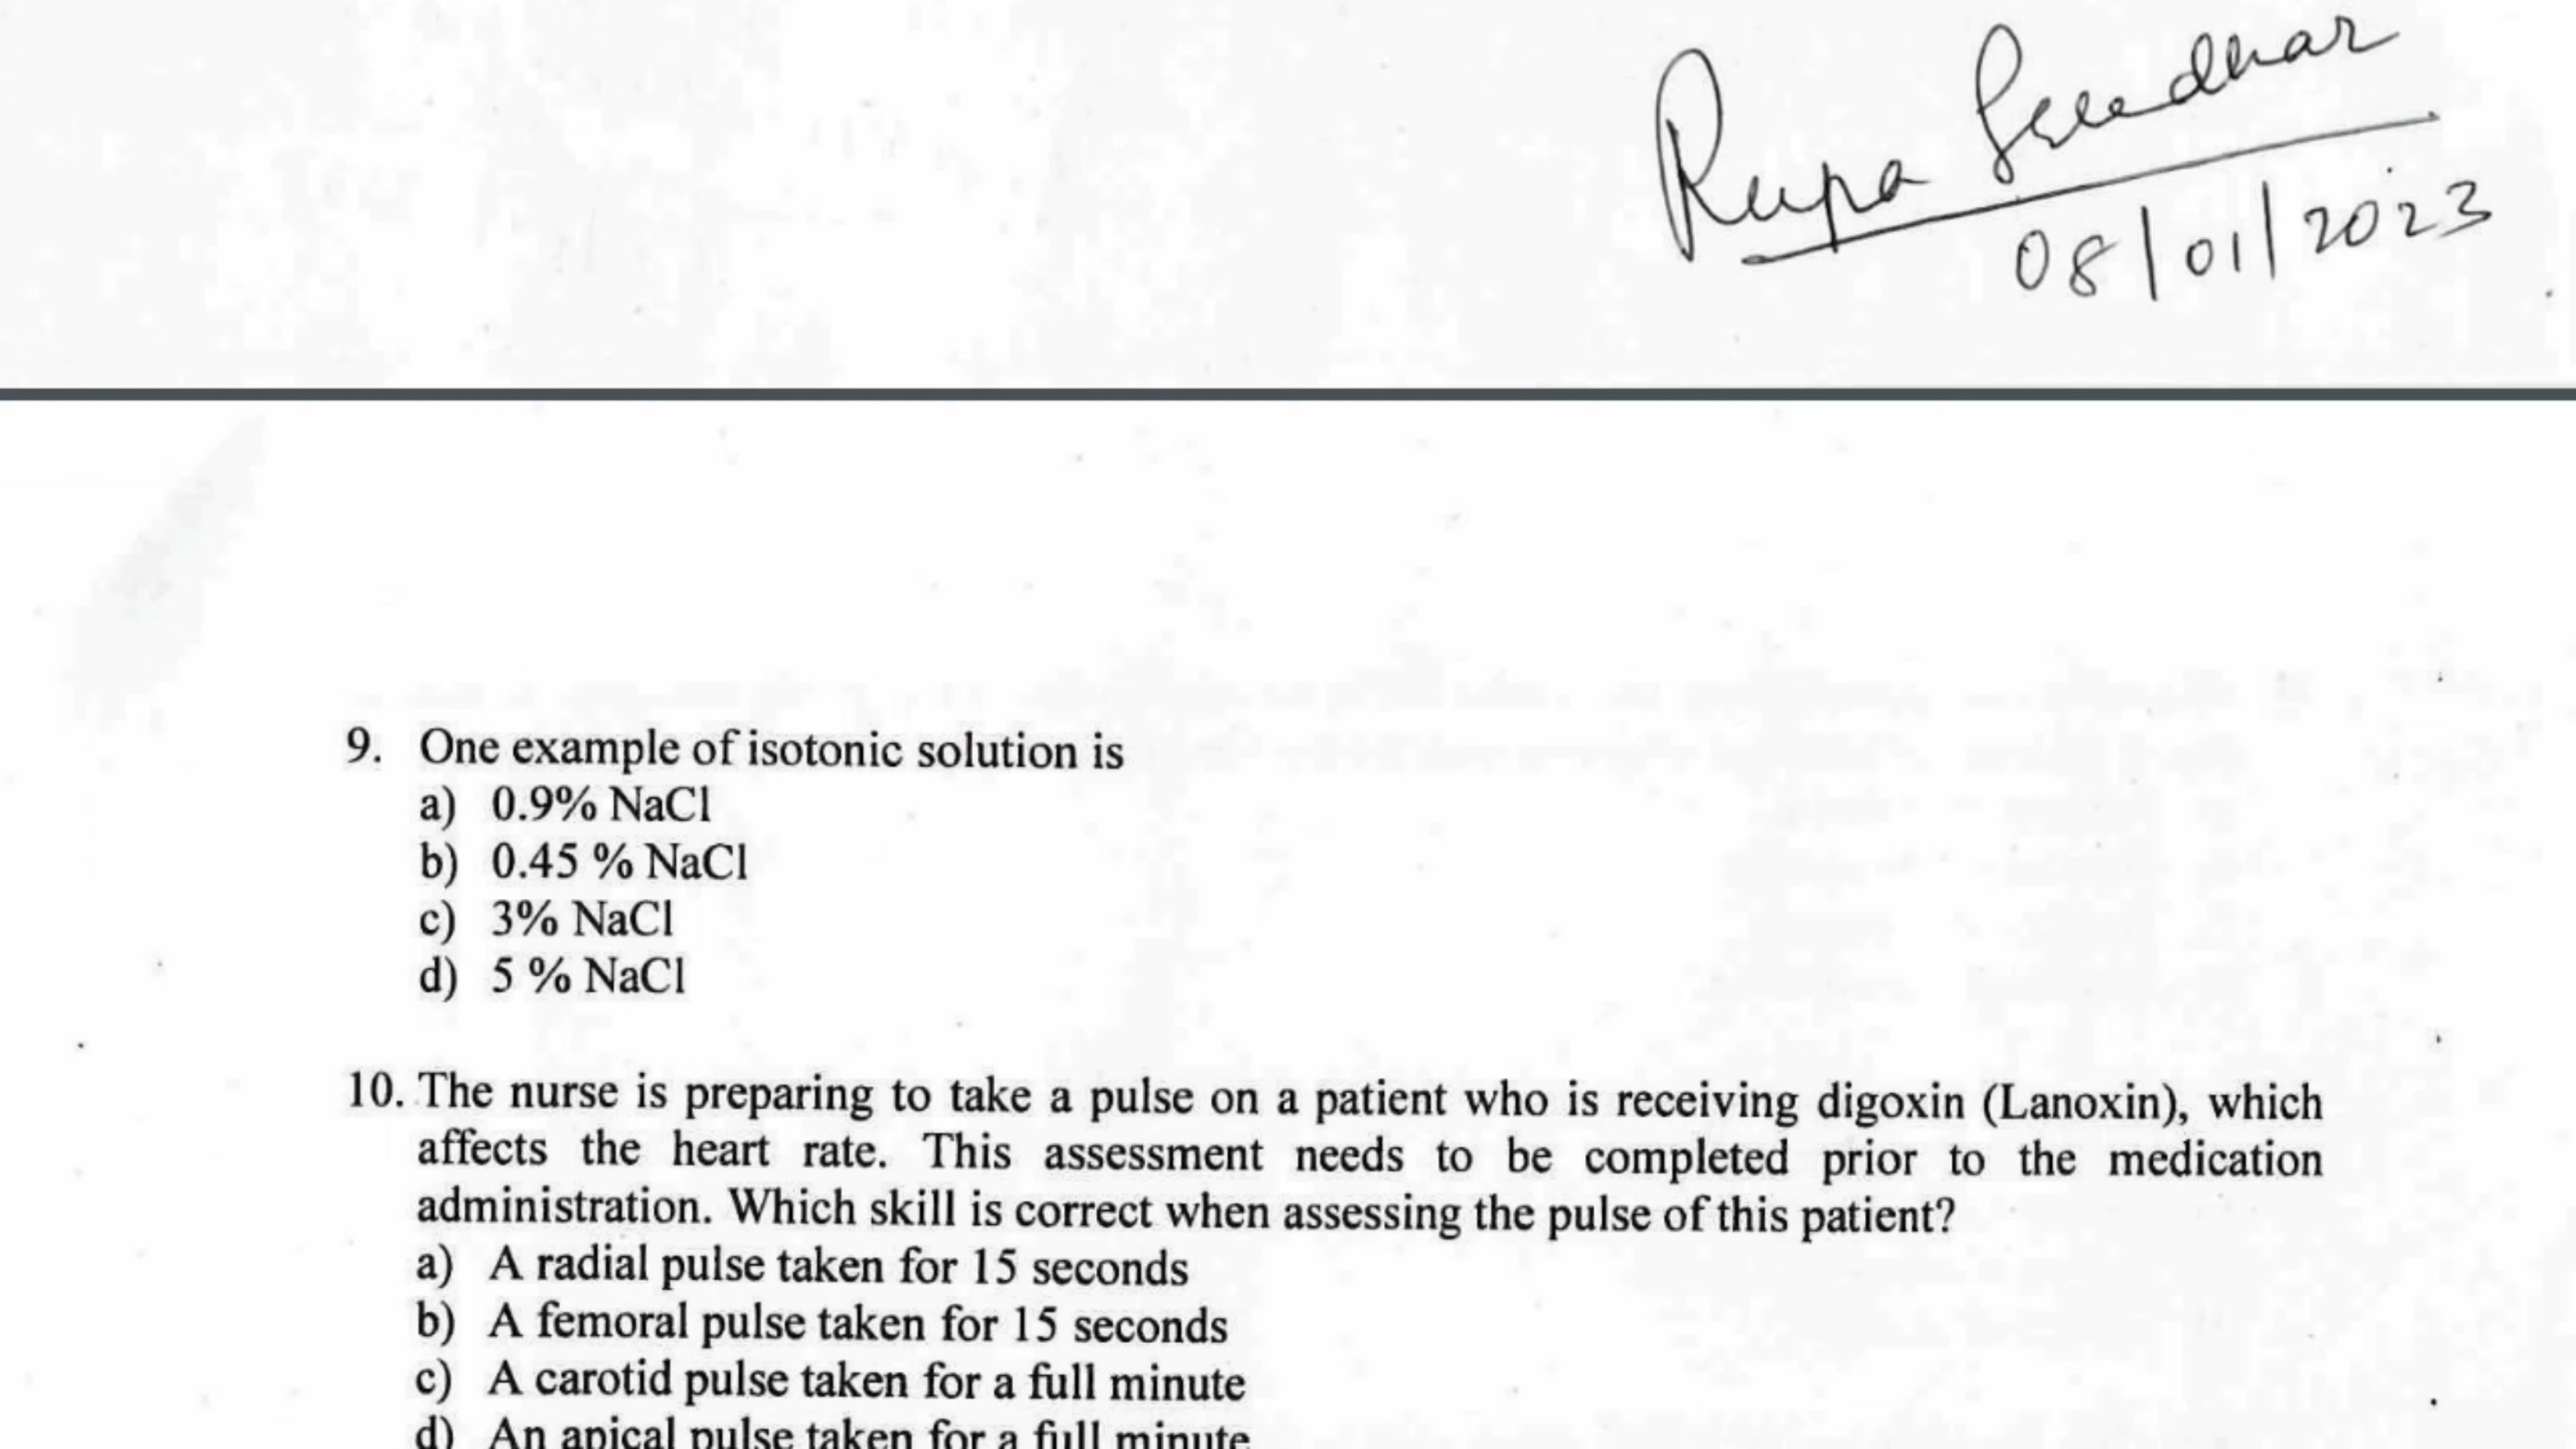 Rupa Sreedhar
08/01/2023
9. One example of isotonic solution is
a) 0.9% NaCl
b) 0.45 % NaCl
c) 3% NaCl
d) 5 % NaCl
10. The nurse is preparing to take a pulse on a patient who is receiving digoxin (Lanoxin), which
affects the heart rate. This assessment needs to be completed prior to the medication
administration. Which skill is correct when assessing the pulse of this patient?
a) A radial pulse taken for 15 seconds
b) A femoral pulse taken for 15 seconds
c) A carotid pulse taken for a full minute
d) An apical pulse taken for a full minute